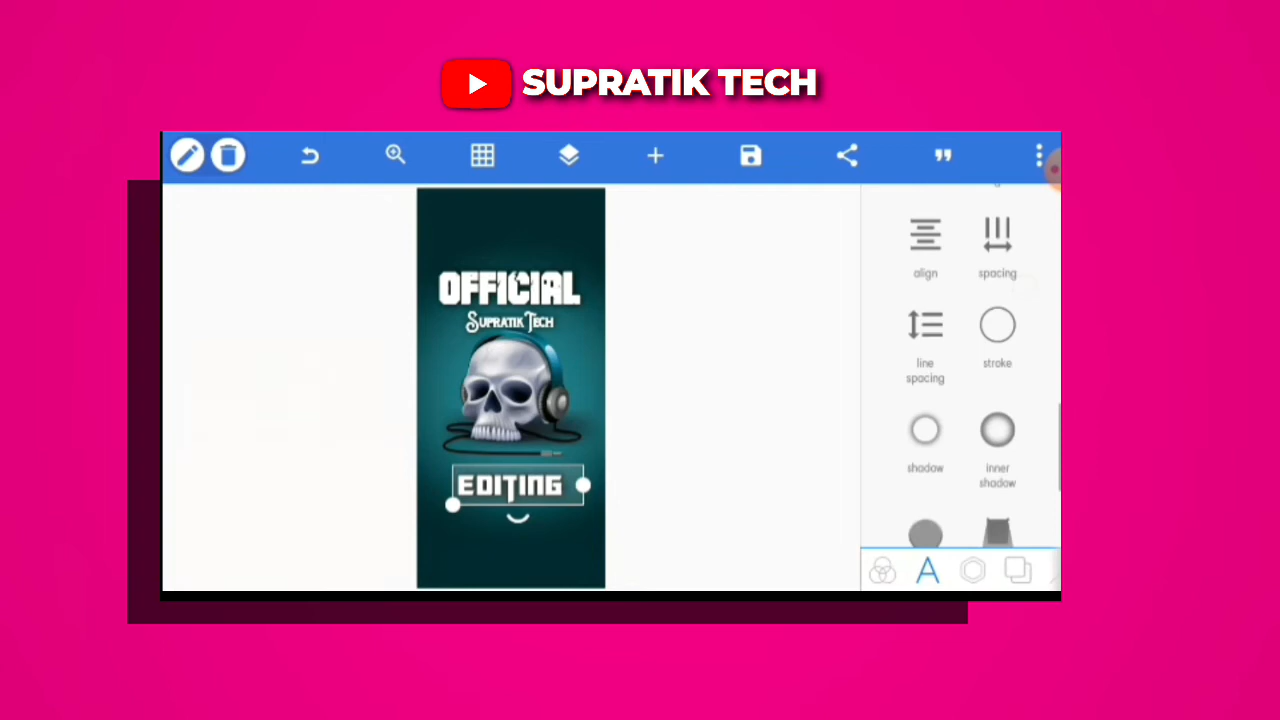 SUPRATIK TECH
OFFICIAL
SUPRATIK TECH
EDITING
align
spacing
line
spacing
stroke
shadow
inner
shadow